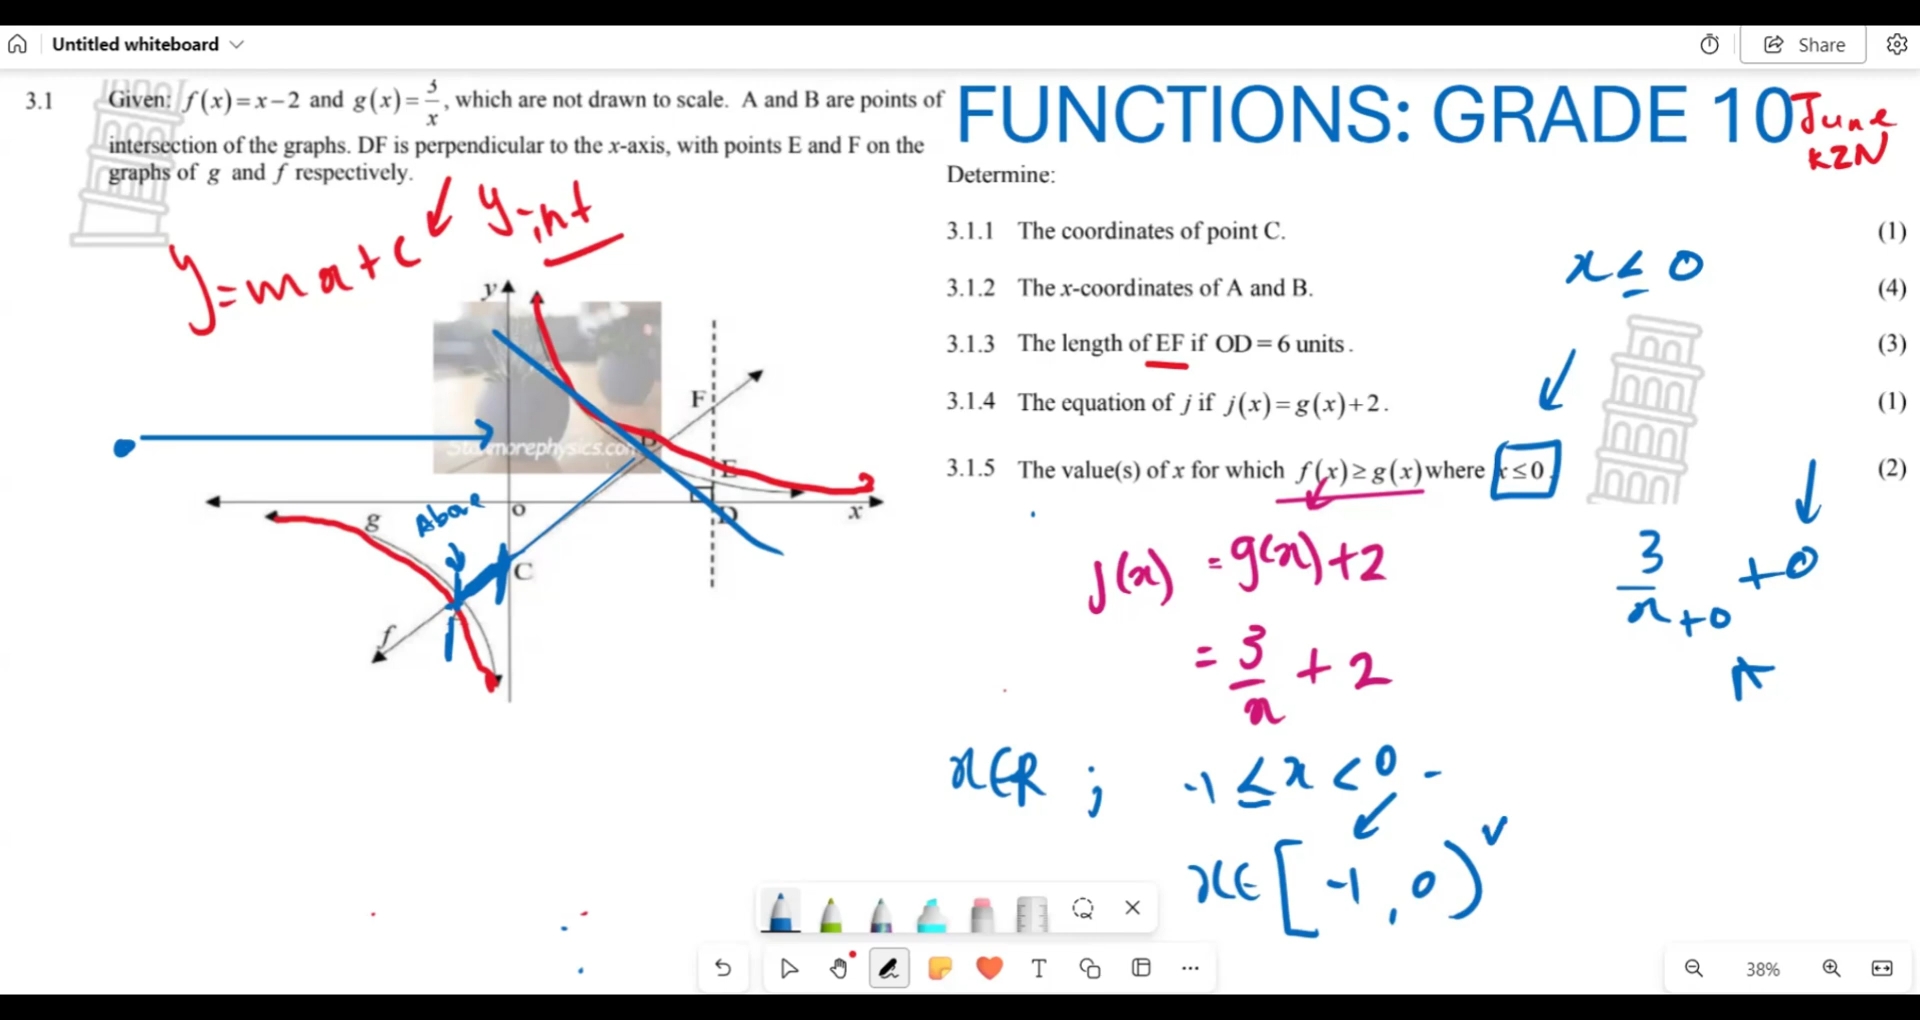 Untitled whiteboard
Share
3.1 Given: f(x)=x−2 and g(x)=3/x, which are not drawn to scale. A and B are points of
intersection of the graphs. DF is perpendicular to the x-axis, with points E and F on the
graphs of g and f respectively.
FUNCTIONS: GRADE 10
June
KZN
Determine:
3.1.1 The coordinates of point C. (1)
3.1.2 The x-coordinates of A and B. (4)
3.1.3 The length of EF if OD=6 units. (3)
3.1.4 The equation of j if j(x)=g(x)+2. (1)
3.1.5 The value(s) of x for which f(x)≥g(x) where x≤0. (2)
y=mx+c
y-int
x≤0
y
F
B
E
D
x
O
g
C
f
Above
j(x) = g(x)+2
= 3/x + 2
3/x+0 +0
x∈R ; -1≤x<0
x∈[-1,0)
38%